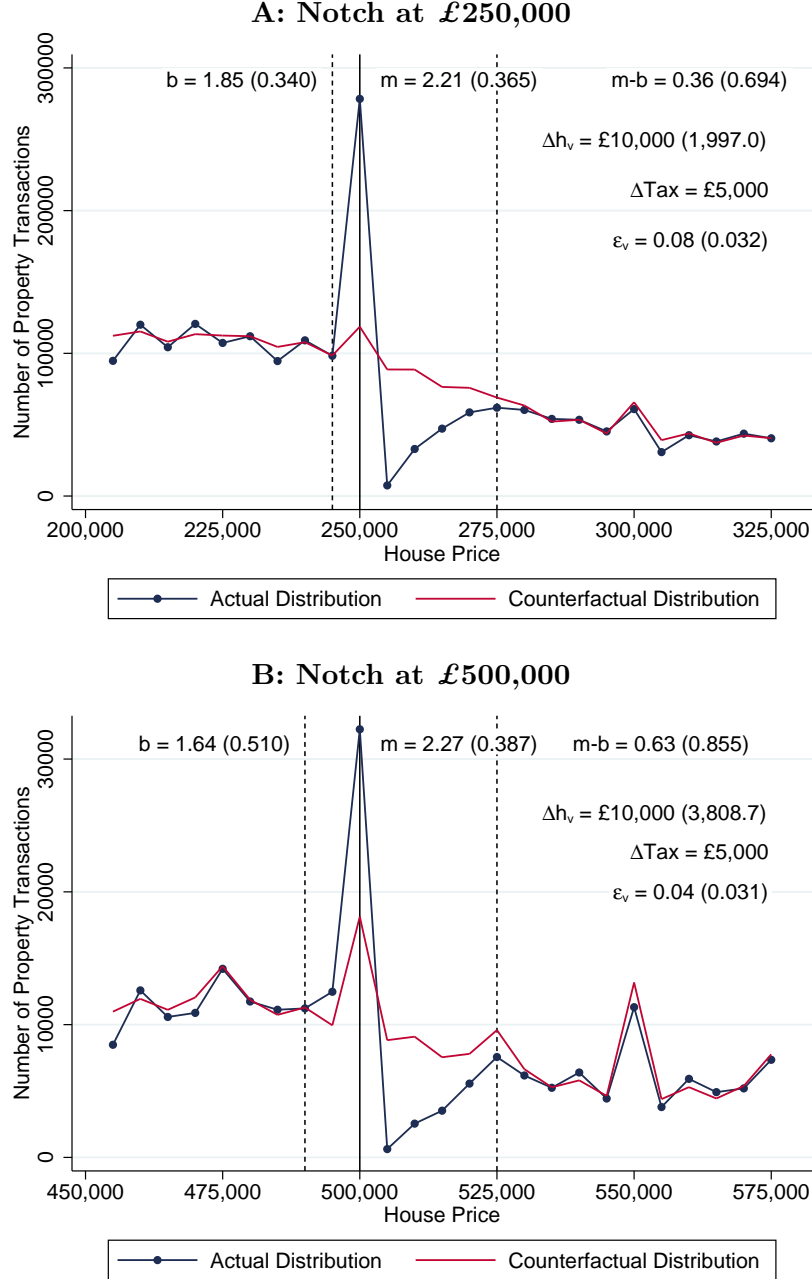 A: Notch at £250,000
b = 1.85 (0.340) m = 2.21 (0.365) m-b = 0.36 (0.694)
Δhᵥ = £10,000 (1,997.0)
ΔTax = £5,000
εᵥ = 0.08 (0.032)
Number of Property Transactions
300000
200000
100000
0
200,000 225,000 250,000 275,000 300,000 325,000
House Price
Actual Distribution Counterfactual Distribution
B: Notch at £500,000
b = 1.64 (0.510) m = 2.27 (0.387) m-b = 0.63 (0.855)
Δhᵥ = £10,000 (3,808.7)
ΔTax = £5,000
εᵥ = 0.04 (0.031)
Number of Property Transactions
30000
20000
10000
0
450,000 475,000 500,000 525,000 550,000 575,000
House Price
Actual Distribution Counterfactual Distribution